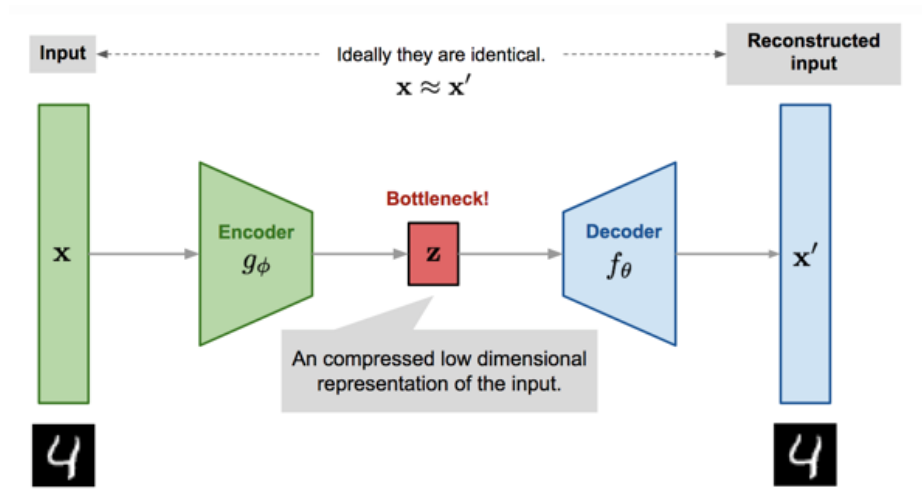 Input
Ideally they are identical.
x ≈ x′
Reconstructed
input
Bottleneck!
x
Encoder
gϕ
z
Decoder
fθ
x′
An compressed low dimensional
representation of the input.
4
4